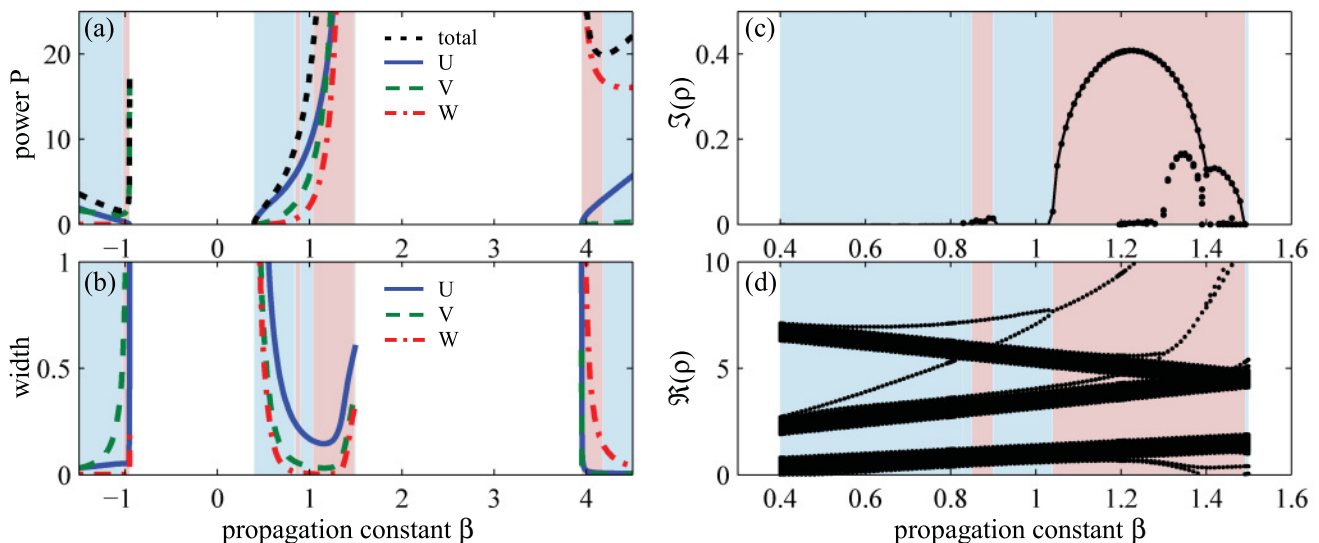 (a)
power P
20
10
0
total
U
V
W
−1
0
1
2
3
4
(b)
width
1
0.5
0
U
V
W
−1
0
1
2
3
4
propagation constant β
(c)
ℑ(ρ)
0.4
0.2
0
0.4
0.6
0.8
1
1.2
1.4
1.6
(d)
ℜ(ρ)
10
5
0
0.4
0.6
0.8
1
1.2
1.4
1.6
propagation constant β